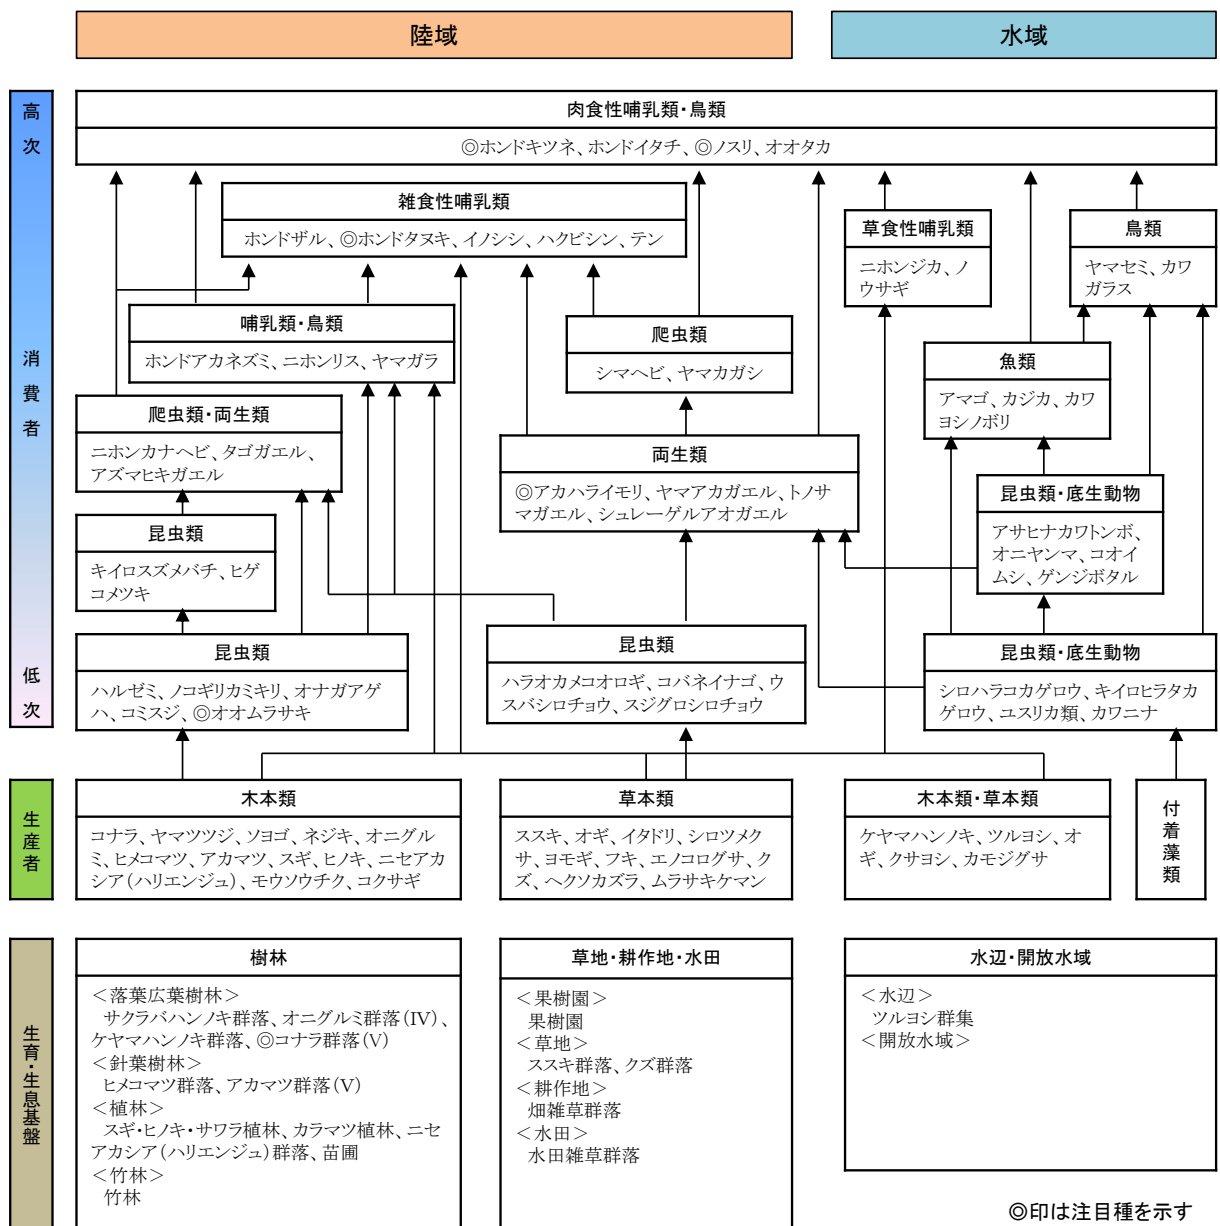 陸域
水域
高次
消費者
低次
肉食性哺乳類・鳥類
◎ホンドキツネ、ホンドイタチ、◎ノスリ、オオタカ
雑食性哺乳類
ホンドザル、◎ホンドタヌキ、イノシシ、ハクビシン、テン
草食性哺乳類
ニホンジカ、ノ
ウサギ
鳥類
ヤマセミ、カワ
ガラス
哺乳類・鳥類
ホンドアカネズミ、ニホンリス、ヤマガラ
爬虫類
シマヘビ、ヤマカガシ
魚類
アマゴ、カジカ、カワ
ヨシノボリ
爬虫類・両生類
ニホンカナヘビ、タゴガエル、
アズマヒキガエル
両生類
◎アカハライモリ、ヤマアカガエル、トノサ
マガエル、シュレーゲルアオガエル
昆虫類・底生動物
アサヒナカワトンボ、
オニヤンマ、コオイ
ムシ、ゲンジボタル
昆虫類
キイロスズメバチ、ヒゲ
コメツキ
昆虫類
ハルゼミ、ノコギリカミキリ、オナガアゲ
ハ、コミスジ、◎オオムラサキ
昆虫類
ハラオカメコオロギ、コバネイナゴ、ウ
スバシロチョウ、スジグロシロチョウ
昆虫類・底生動物
シロハラコカゲロウ、キイロヒラタカ
ゲロウ、ユスリカ類、カワニナ
生産者
木本類
コナラ、ヤマツツジ、ソヨゴ、ネジキ、オニグル
ミ、ヒメコマツ、アカマツ、スギ、ヒノキ、ニセアカ
シア(ハリエンジュ)、モウソウチク、コクサギ
草本類
ススキ、オギ、イタドリ、シロツメク
サ、ヨモギ、フキ、エノコログサ、ク
ズ、ヘクソカズラ、ムラサキケマン
木本類・草本類
ケヤマハンノキ、ツルヨシ、オ
ギ、クサヨシ、カモジグサ
付着藻類
生育・生息基盤
樹林
＜落葉広葉樹林＞
サクラバハンノキ群落、オニグルミ群落(IV)、
ケヤマハンノキ群落、◎コナラ群落(V)
＜針葉樹林＞
ヒメコマツ群落、アカマツ群落(V)
＜植林＞
スギ・ヒノキ・サワラ植林、カラマツ植林、ニセ
アカシア(ハリエンジュ)群落、苗圃
＜竹林＞
竹林
草地・耕作地・水田
＜果樹園＞
果樹園
＜草地＞
ススキ群落、クズ群落
＜耕作地＞
畑雑草群落
＜水田＞
水田雑草群落
水辺・開放水域
＜水辺＞
ツルヨシ群集
＜開放水域＞
◎印は注目種を示す